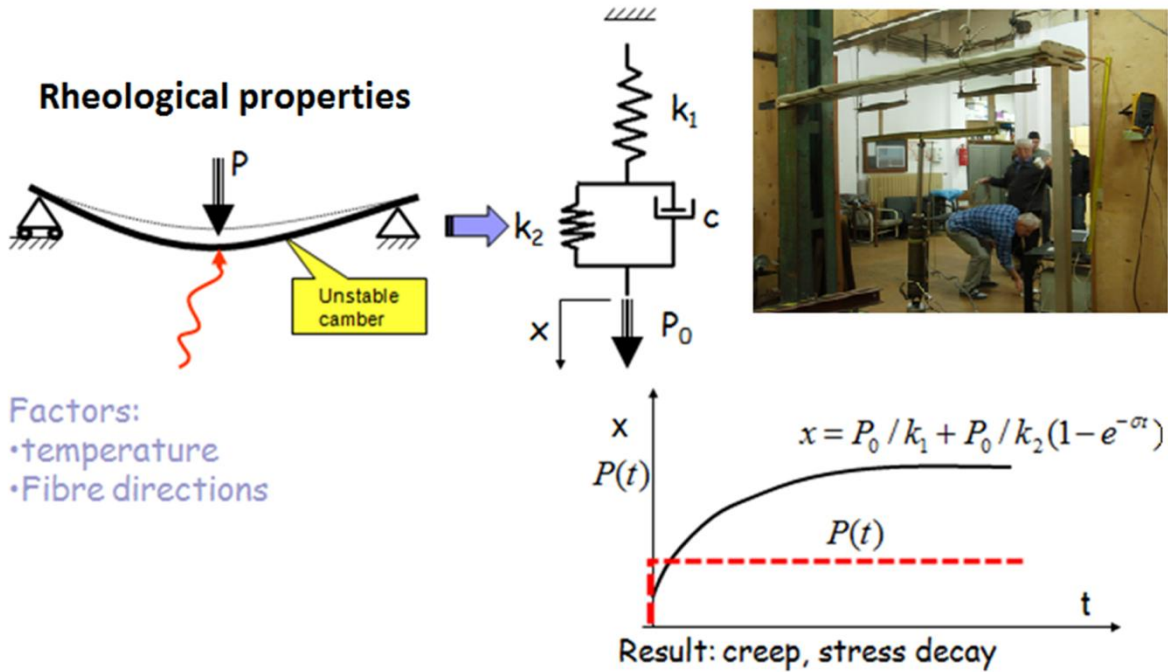 Rheological properties
P
Unstable
camber
k₁
k₂
c
x
P₀
Factors:
•temperature
•Fibre directions
x
P(t)
x = P₀ / k₁ + P₀ / k₂ (1 − e^{−σt})
P(t)
t
Result: creep, stress decay